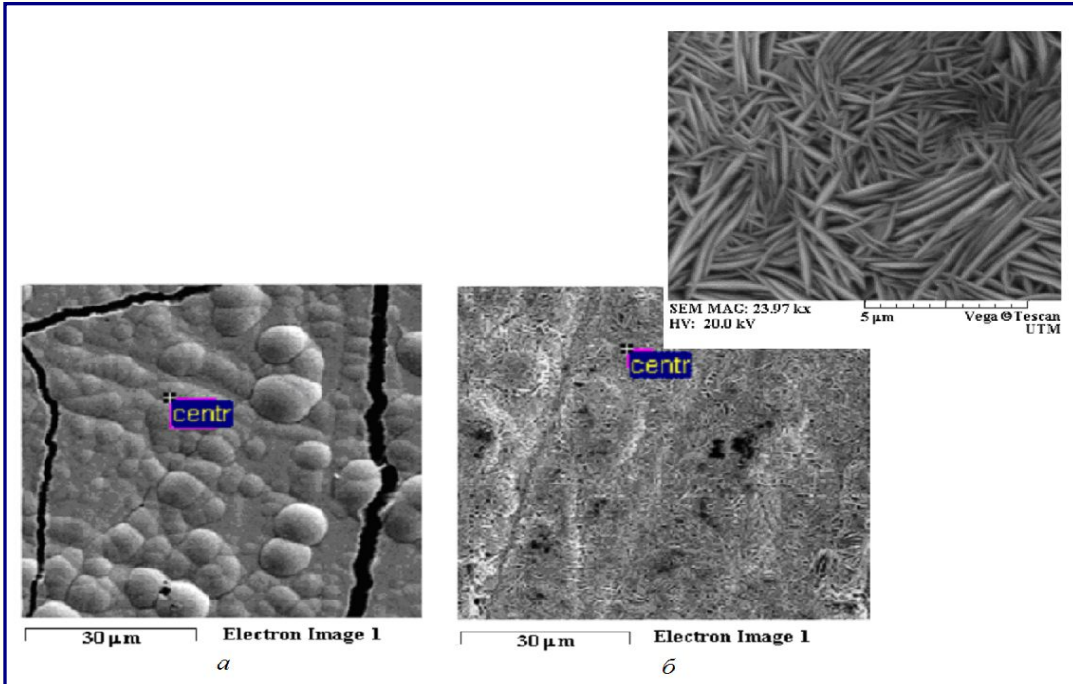 SEM MAG: 23.97 kx
HV: 20.0 kV
5 µm
Vega ©Tescan
UTM
centr
centr
30 µm
Electron Image 1
30 µm
Electron Image 1
а
б